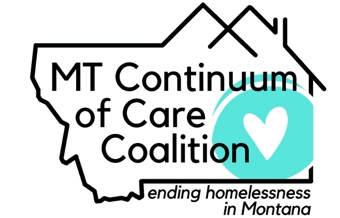 MT Continuum
of Care
Coalition
ending homelessness
in Montana